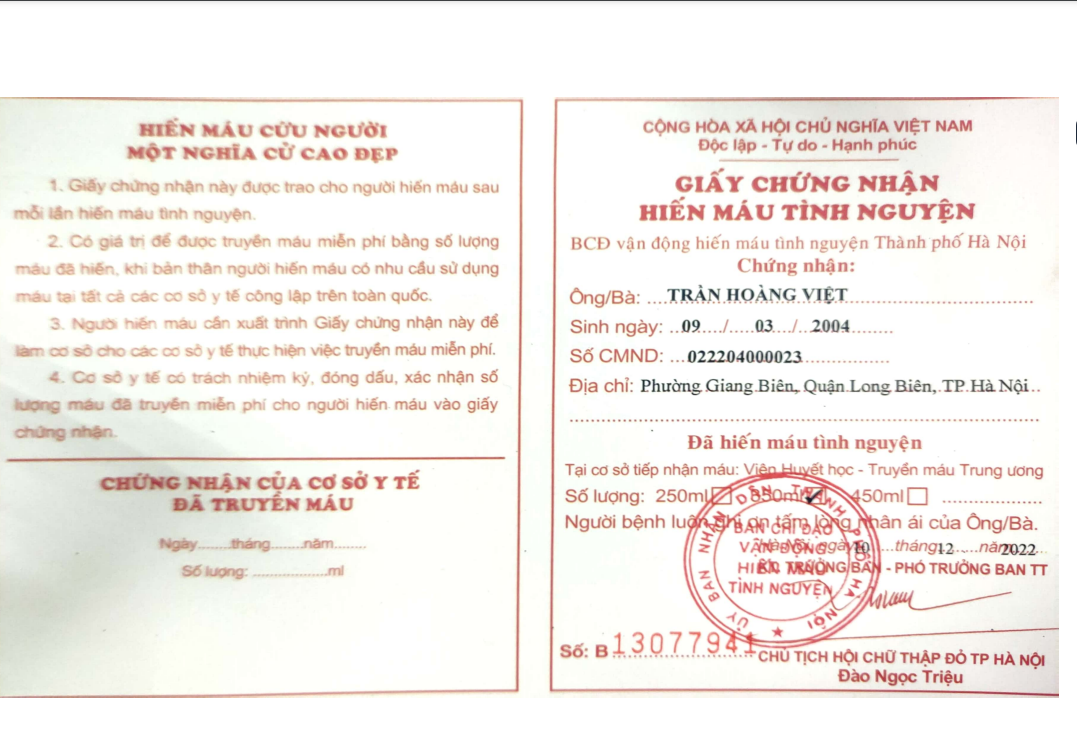 HIẾN MÁU CỨU NGƯỜI
MỘT NGHĨA CỬ CAO ĐẸP
1. Giấy chứng nhận này được trao cho người hiến máu sau
mỗi lần hiến máu tình nguyện.
2. Có giá trị để được truyền máu miễn phí bằng số lượng
máu đã hiến, khi bản thân người hiến máu có nhu cầu sử dụng
máu tại tất cả các cơ sở y tế công lập trên toàn quốc.
3. Người hiến máu cần xuất trình Giấy chứng nhận này để
làm cơ sở cho các cơ sở y tế thực hiện việc truyền máu miễn phí.
4. Cơ sở y tế có trách nhiệm ký, đóng dấu, xác nhận số
lượng máu đã truyền miễn phí cho người hiến máu vào giấy
chứng nhận.
CHỨNG NHẬN CỦA CƠ SỞ Y TẾ
ĐÃ TRUYỀN MÁU
Ngày........tháng........năm........
Số lượng: ..................ml
CỘNG HÒA XÃ HỘI CHỦ NGHĨA VIỆT NAM
Độc lập - Tự do - Hạnh phúc
GIẤY CHỨNG NHẬN
HIẾN MÁU TÌNH NGUYỆN
BCĐ vận động hiến máu tình nguyện Thành phố Hà Nội
Chứng nhận:
Ông/Bà: ....TRẦN HOÀNG VIỆT
Sinh ngày: ..09..../....03..../...2004........
Số CMND: ...022204000023................
Địa chỉ: Phường Giang Biên, Quận Long Biên, TP Hà Nội..
Đã hiến máu tình nguyện
Tại cơ sở tiếp nhận máu: Viện Huyết học - Truyền máu Trung ương
Số lượng: 250ml 350ml ✓ 450ml ....................
Người bệnh luôn ghi ơn tấm lòng nhân ái của Ông/Bà.
Hà Nội, ngày 10 ...tháng 12 ....năm 2022
KT. TRƯỞNG BAN - PHÓ TRƯỞNG BAN TT
ỦY BAN NHÂN DÂN THÀNH PHỐ HÀ NỘI
BAN CHỈ ĐẠO
VẬN ĐỘNG
HIẾN MÁU
TÌNH NGUYỆN
Số: B 13077941
CHỦ TỊCH HỘI CHỮ THẬP ĐỎ TP HÀ NỘI
Đào Ngọc Triệu